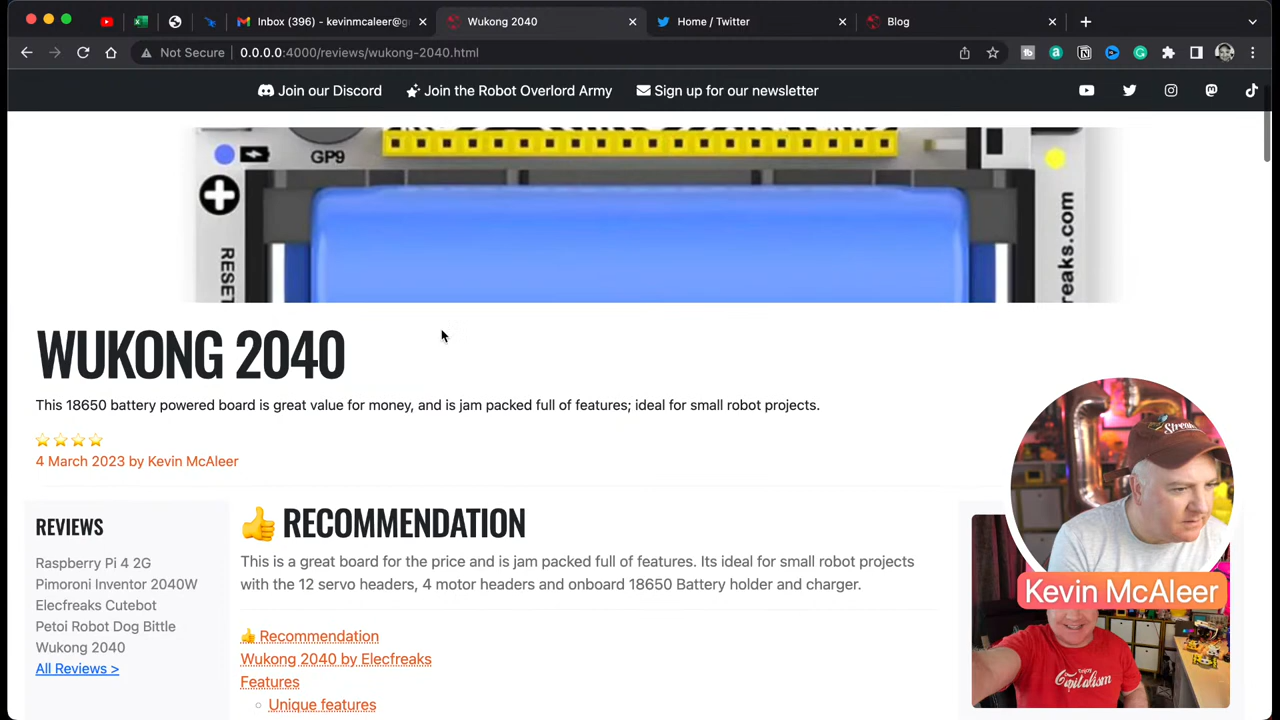 Inbox (396) - kevinmcaleer@g
Wukong 2040
Home / Twitter
Blog
Not Secure
0.0.0.0:4000/reviews/wukong-2040.html
Join our Discord
Join the Robot Overlord Army
Sign up for our newsletter
GP9
RESET
eaks.com
WUKONG 2040
This 18650 battery powered board is great value for money, and is jam packed full of features; ideal for small robot projects.
4 March 2023 by Kevin McAleer
REVIEWS
Raspberry Pi 4 2G
Pimoroni Inventor 2040W
Elecfreaks Cutebot
Petoi Robot Dog Bittle
Wukong 2040
All Reviews >
👍 RECOMMENDATION
This is a great board for the price and is jam packed full of features. Its ideal for small robot projects
with the 12 servo headers, 4 motor headers and onboard 18650 Battery holder and charger.
👍 Recommendation
Wukong 2040 by Elecfreaks
Features
Unique features
Strea
Kevin McAleer
Enjoy
Capitalism